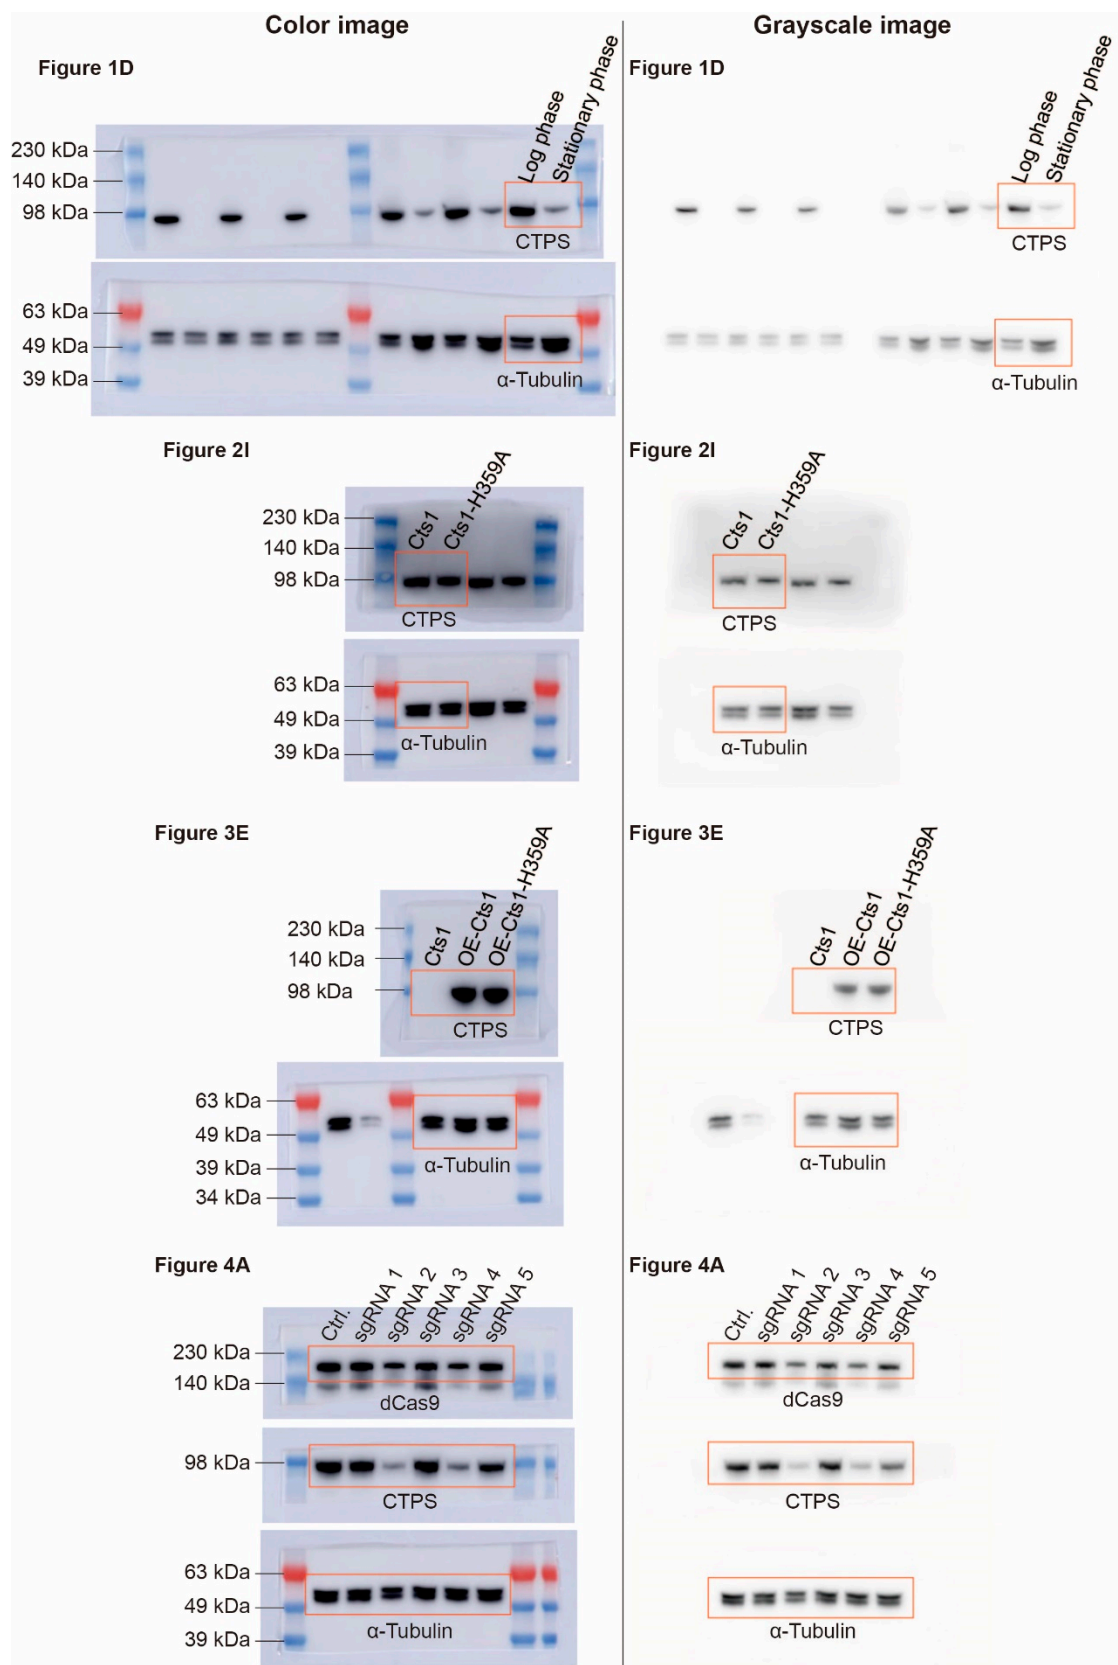 Color image
Grayscale image
Figure 1D
Log phase
Stationary phase
230 kDa
140 kDa
98 kDa
CTPS
63 kDa
49 kDa
39 kDa
α-Tubulin
Figure 1D
Log phase
Stationary phase
CTPS
α-Tubulin
Figure 2I
Cts1
Cts1-H359A
230 kDa
140 kDa
98 kDa
CTPS
63 kDa
49 kDa
39 kDa
α-Tubulin
Figure 2I
Cts1
Cts1-H359A
CTPS
α-Tubulin
Figure 3E
Cts1
OE-Cts1
OE-Cts1-H359A
230 kDa
140 kDa
98 kDa
CTPS
63 kDa
49 kDa
39 kDa
34 kDa
α-Tubulin
Figure 3E
Cts1
OE-Cts1
OE-Cts1-H359A
CTPS
α-Tubulin
Figure 4A
Ctrl.
sgRNA 1
sgRNA 2
sgRNA 3
sgRNA 4
sgRNA 5
230 kDa
140 kDa
dCas9
98 kDa
CTPS
63 kDa
49 kDa
39 kDa
α-Tubulin
Figure 4A
Ctrl.
sgRNA 1
sgRNA 2
sgRNA 3
sgRNA 4
sgRNA 5
dCas9
CTPS
α-Tubulin